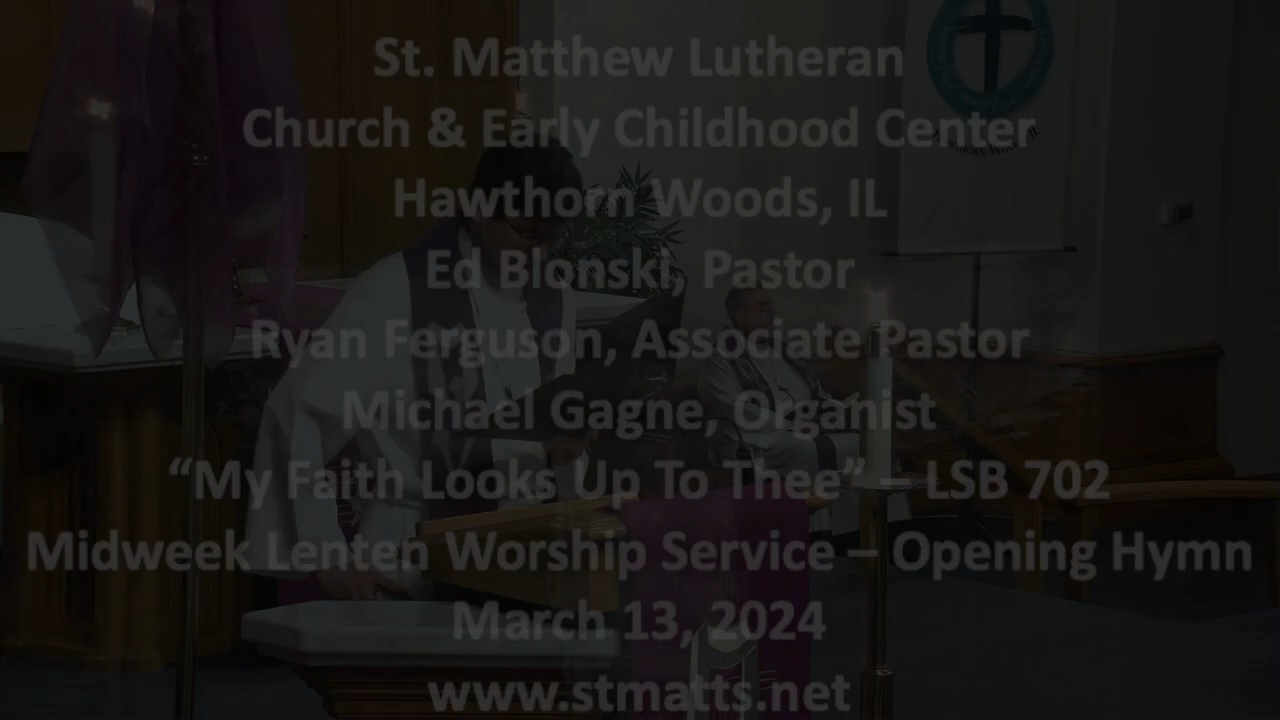 St. Matthew Lutheran
Church & Early Childhood Center
Hawthorn Woods, IL
Ed Blonski, Pastor
Ryan Ferguson, Associate Pastor
Michael Gagne, Organist
“My Faith Looks Up To Thee” – LSB 702
Midweek Lenten Worship Service – Opening Hymn
March 13, 2024
www.stmatts.net